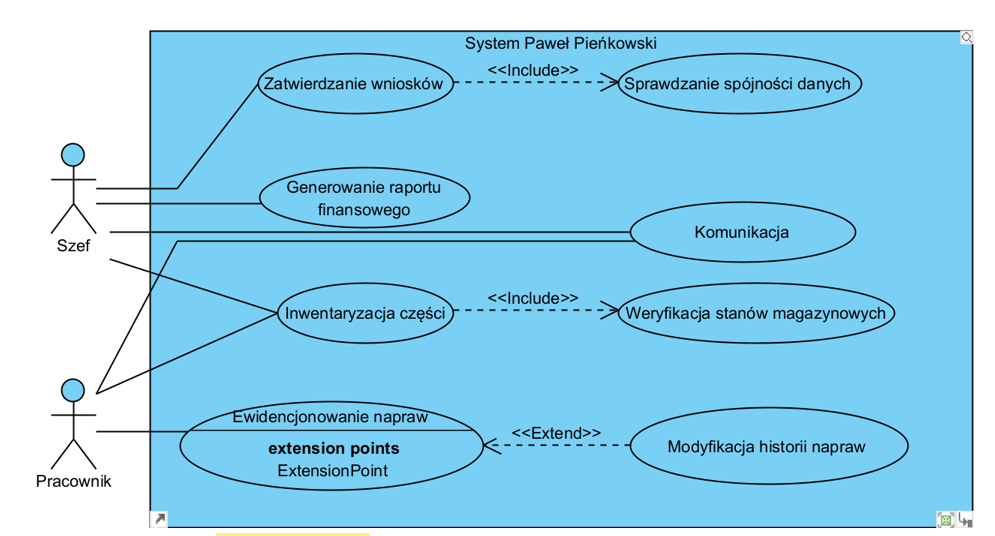 System Paweł Pieńkowski
Zatwierdzanie wniosków
<<Include>>
Sprawdzanie spójności danych
Generowanie raportu
finansowego
Szef
Komunikacja
Inwentaryzacja części
<<Include>>
Weryfikacja stanów magazynowych
Ewidencjonowanie napraw
extension points
ExtensionPoint
<<Extend>>
Modyfikacja historii napraw
Pracownik